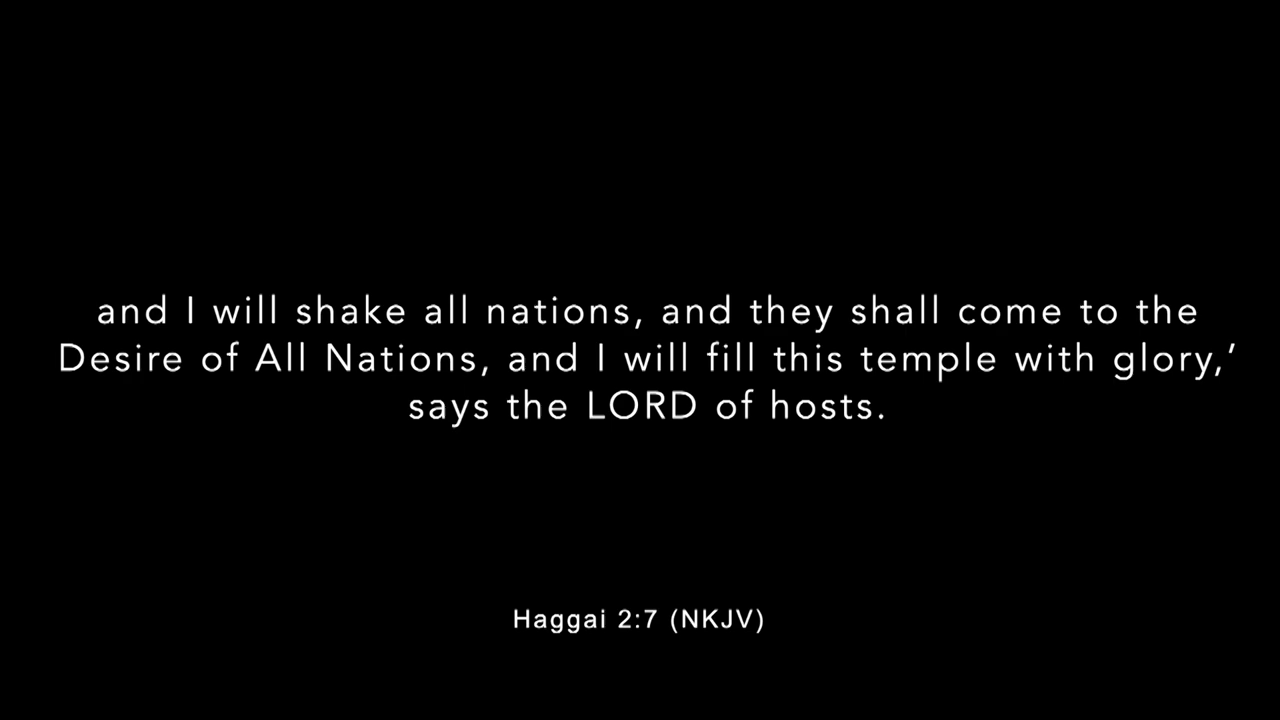 and I will shake all nations, and they shall come to the
Desire of All Nations, and I will fill this temple with glory,’
says the LORD of hosts.
Haggai 2:7 (NKJV)